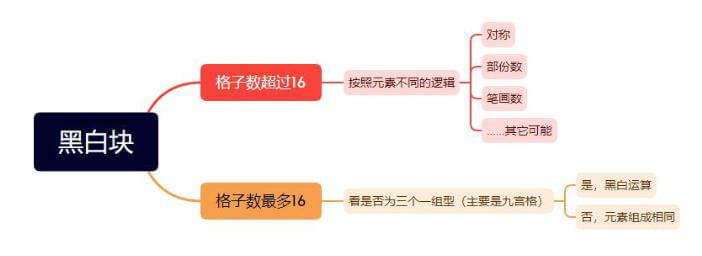 黑白块
格子数超过16
按照元素不同的逻辑
对称
部份数
笔画数
……其它可能
格子数最多16
看是否为三个一组型（主要是九宫格）
是，黑白运算
否，元素组成相同